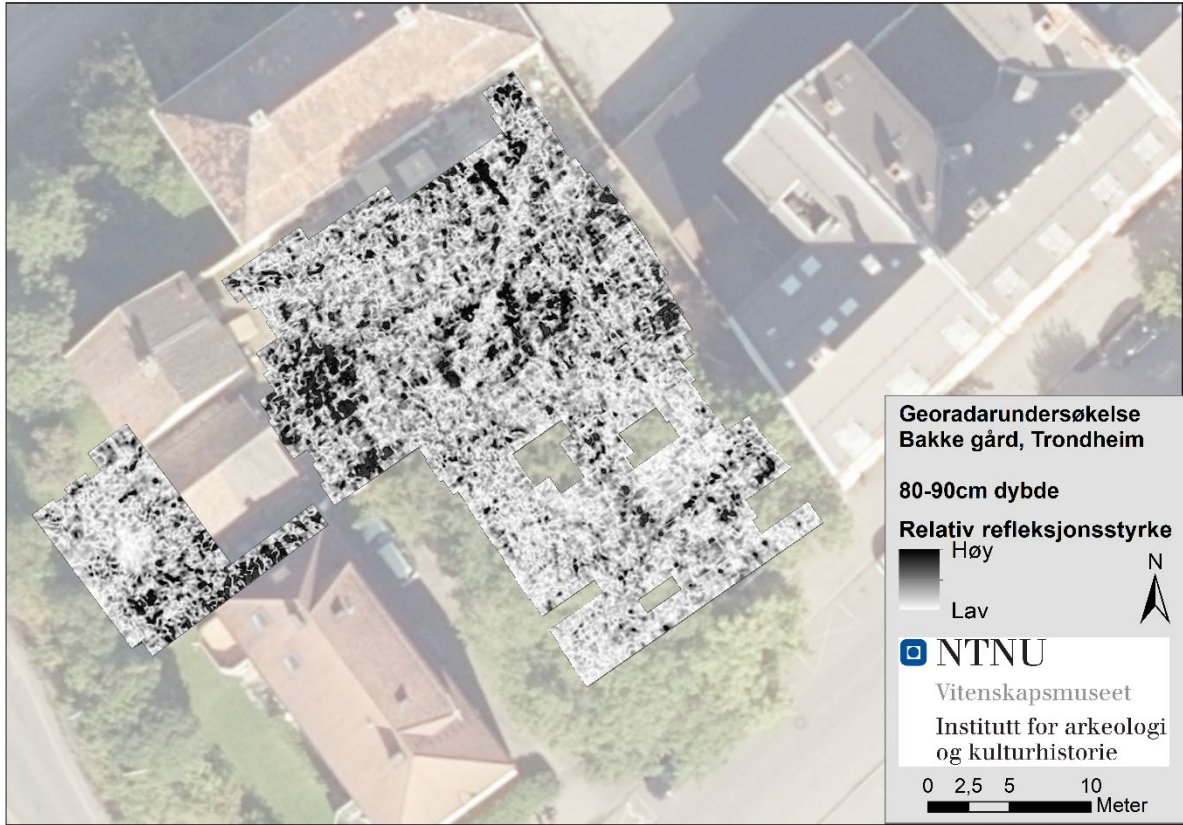 Georadarundersøkelse
Bakke gård, Trondheim
80-90cm dybde
Relativ refleksjonsstyrke
Høy
Lav
N
NTNU
Vitenskapsmuseet
Institutt for arkeologi
og kulturhistorie
0 2,5 5 10
Meter